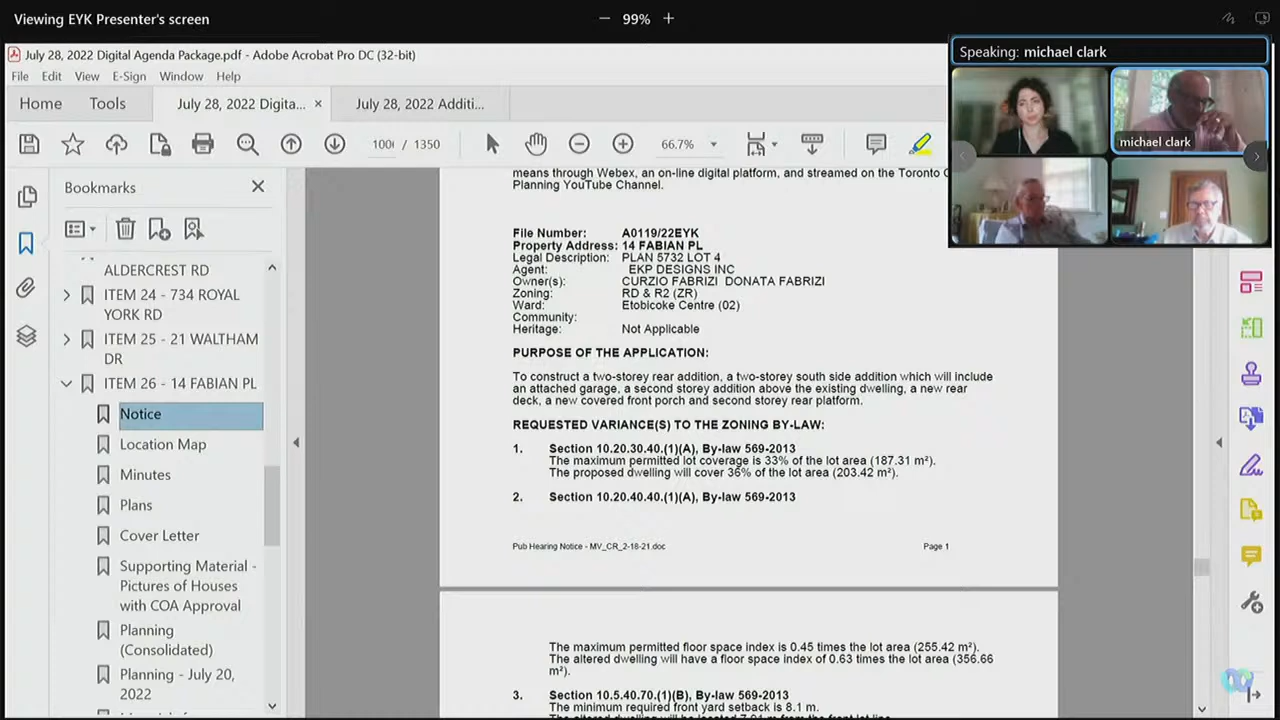 Viewing EYK Presenter's screen
99%
Speaking: michael clark
michael clark
July 28, 2022 Digital Agenda Package.pdf - Adobe Acrobat Pro DC (32-bit)
File Edit View E-Sign Window Help
Home Tools July 28, 2022 Digita... July 28, 2022 Additi...
/ 1350 66.7%
Bookmarks
ALDERCREST RD
ITEM 24 - 734 ROYAL
YORK RD
ITEM 25 - 21 WALTHAM
DR
ITEM 26 - 14 FABIAN PL
Notice
Location Map
Minutes
Plans
Cover Letter
Supporting Material -
Pictures of Houses
with COA Approval
Planning
(Consolidated)
Planning - July 20,
2022
means through Webex, an on-line digital platform, and streamed on the Toronto
Planning YouTube Channel.
File Number: A0119/22EYK
Property Address: 14 FABIAN PL
Legal Description: PLAN 5732 LOT 4
Agent: EKP DESIGNS INC
Owner(s): CURZIO FABRIZI DONATA FABRIZI
Zoning: RD & R2 (ZR)
Ward: Etobicoke Centre (02)
Community:
Heritage: Not Applicable
PURPOSE OF THE APPLICATION:
To construct a two-storey rear addition, a two-storey south side addition which will include
an attached garage, a second storey addition above the existing dwelling, a new rear
deck, a new covered front porch and second storey rear platform.
REQUESTED VARIANCE(S) TO THE ZONING BY-LAW:
1. Section 10.20.30.40.(1)(A), By-law 569-2013
The maximum permitted lot coverage is 33% of the lot area (187.31 m²).
The proposed dwelling will cover 36% of the lot area (203.42 m²).
2. Section 10.20.40.40.(1)(A), By-law 569-2013
Pub Hearing Notice - MV_CR_2-18-21.doc Page 1
The maximum permitted floor space index is 0.45 times the lot area (255.42 m²).
The altered dwelling will have a floor space index of 0.63 times the lot area (356.66
m²).
3. Section 10.5.40.70.(1)(B), By-law 569-2013
The minimum required front yard setback is 8.1 m.
The altered dwelling will be located 7.01 m from the front lot line.